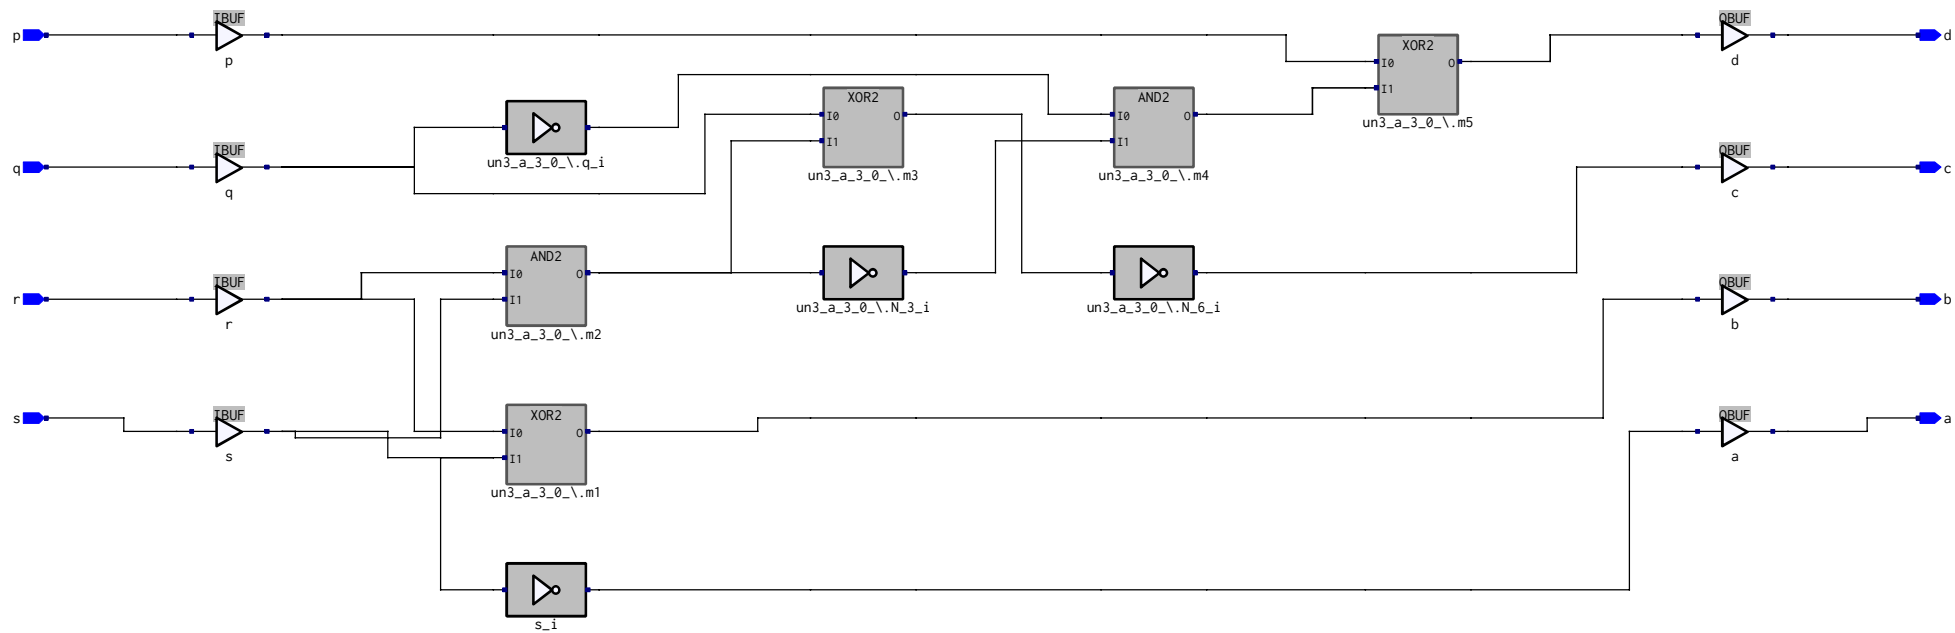 IBUF
OBUF
p
d
p
d
XOR2
I0
O
I1
un3_a_3_0_\.m5
XOR2
I0
O
I1
un3_a_3_0_\.m3
AND2
I0
O
I1
un3_a_3_0_\.m4
un3_a_3_0_\.q_i
IBUF
OBUF
q
c
q
c
AND2
I0
O
I1
un3_a_3_0_\.m2
un3_a_3_0_\.N_3_i
un3_a_3_0_\.N_6_i
IBUF
OBUF
r
b
r
b
XOR2
I0
O
I1
un3_a_3_0_\.m1
IBUF
OBUF
s
a
s
a
s_i